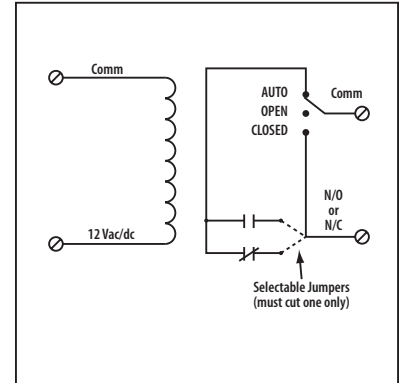 Comm
12 Vac/dc
AUTO
OPEN
CLOSED
Comm
N/O
or
N/C
Selectable Jumpers
(must cut one only)